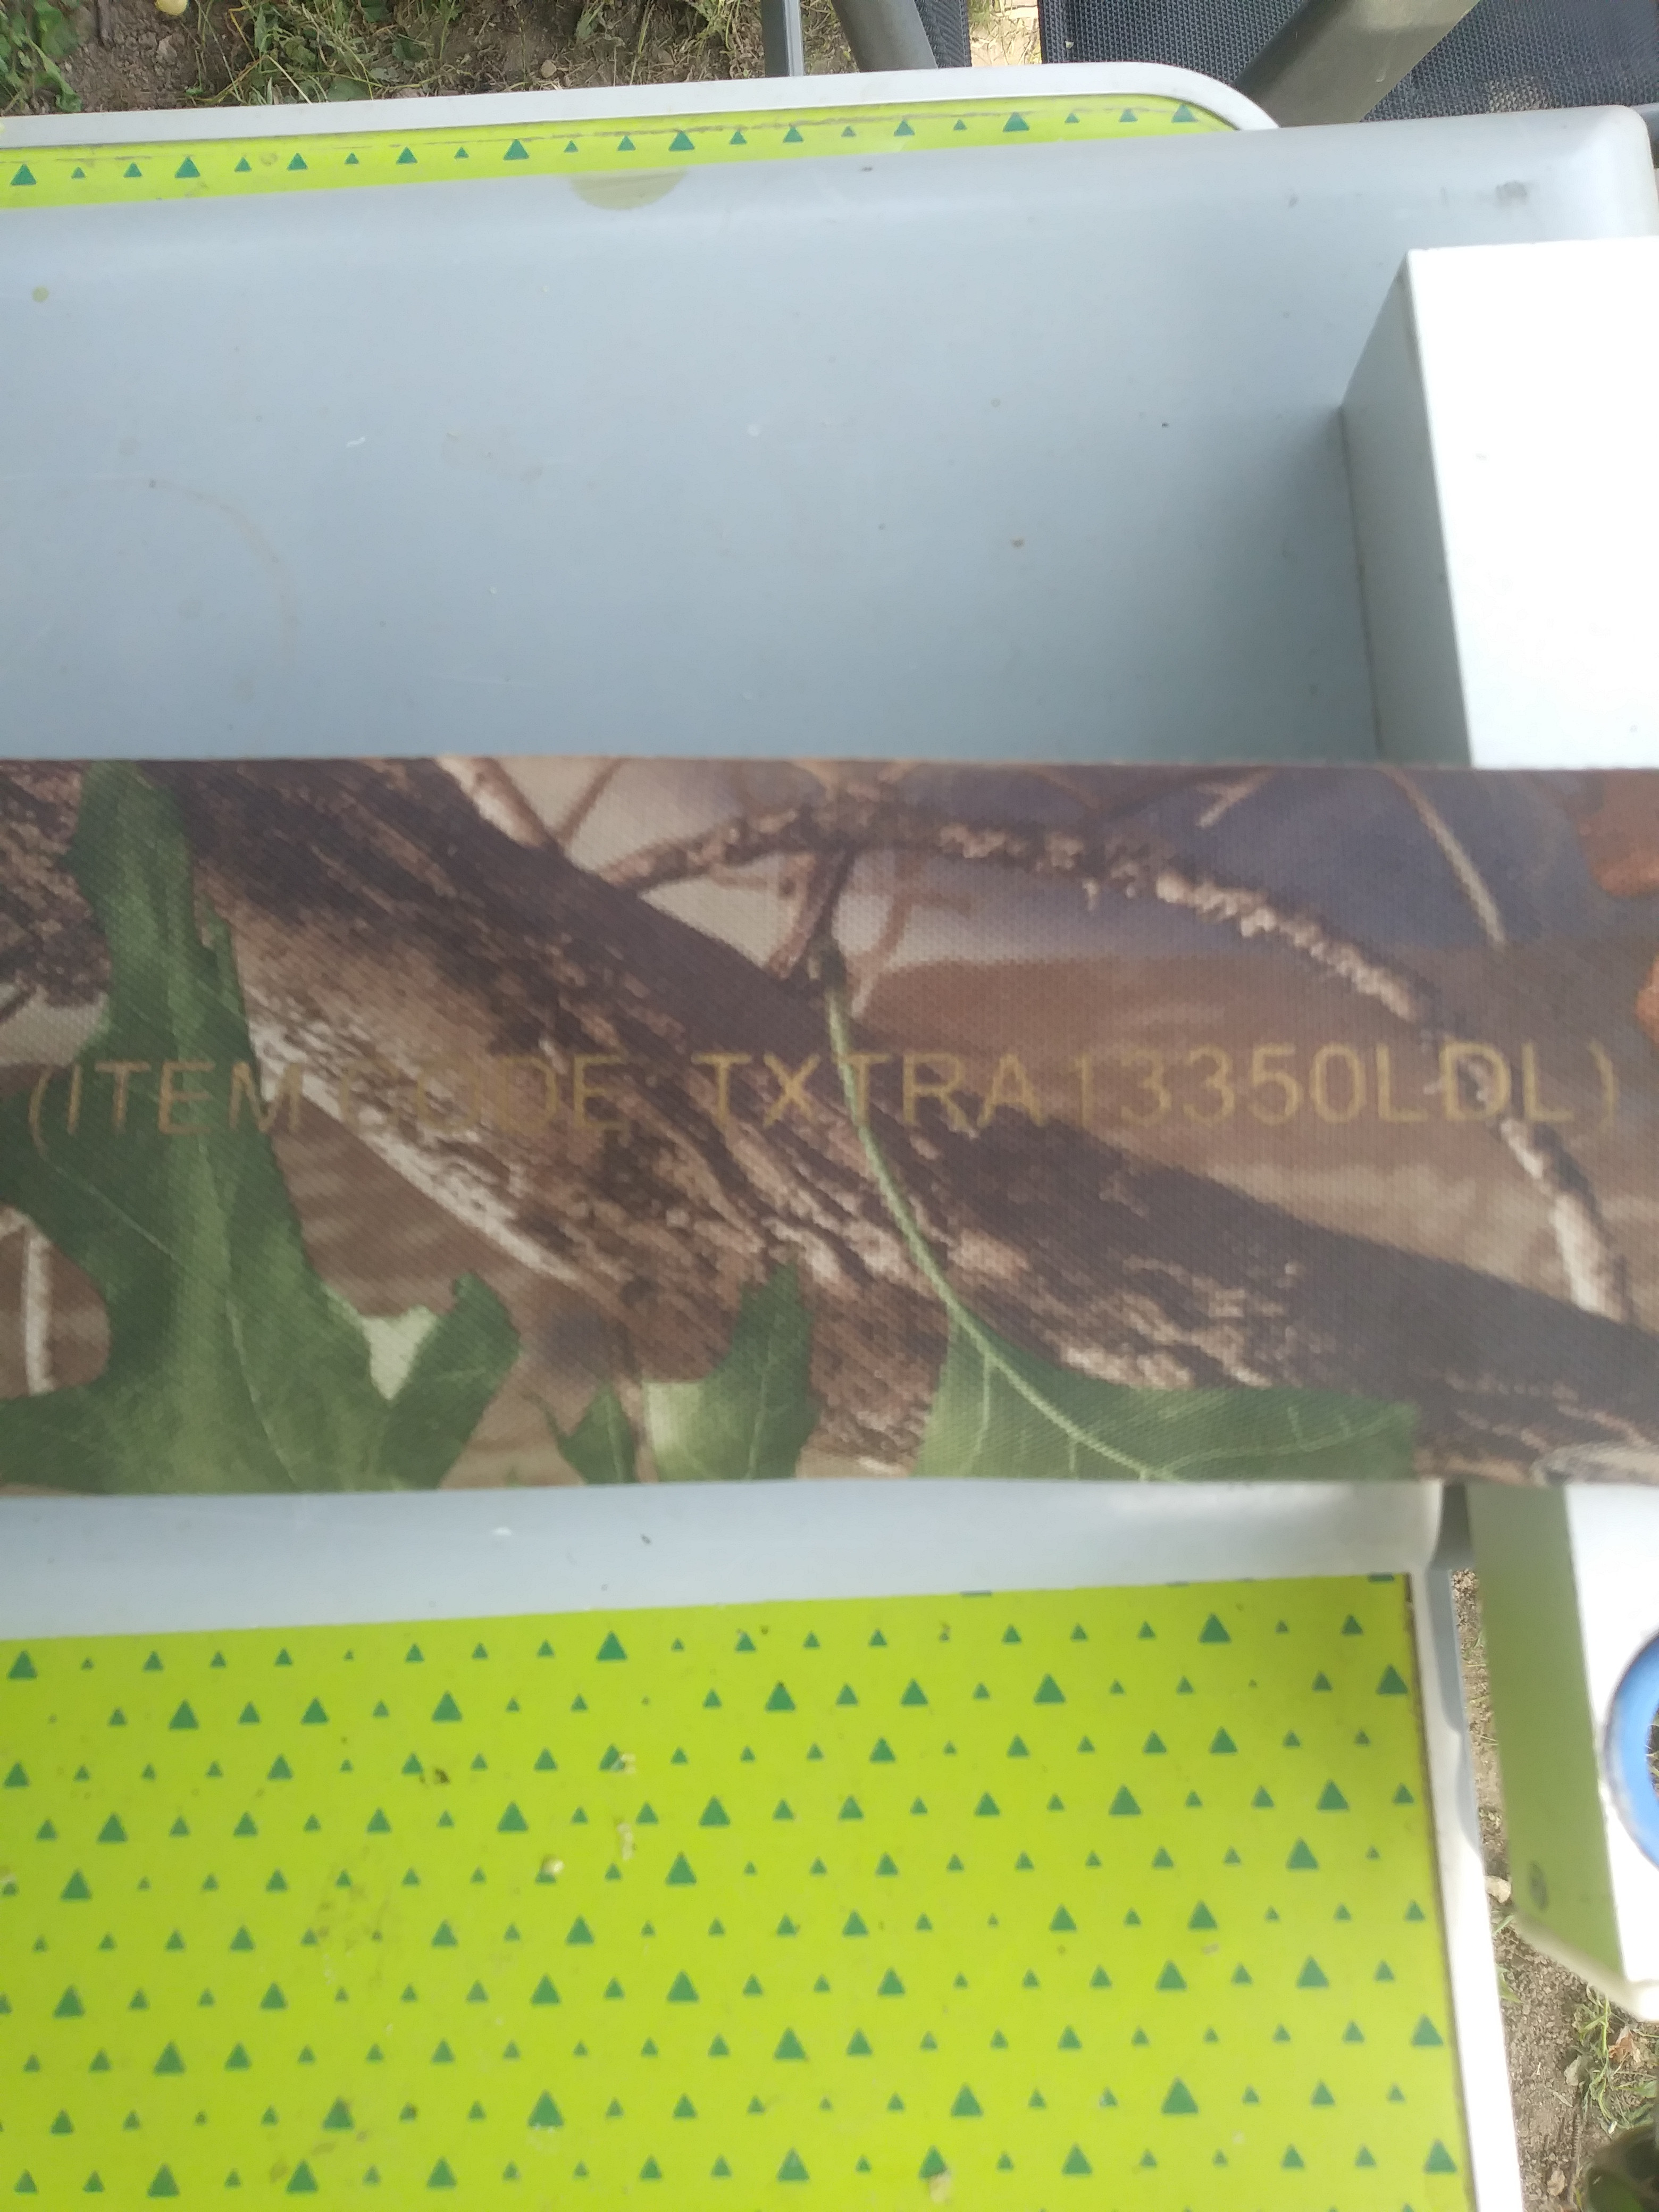 (ITEM CODE: TXTRA13350LDL)